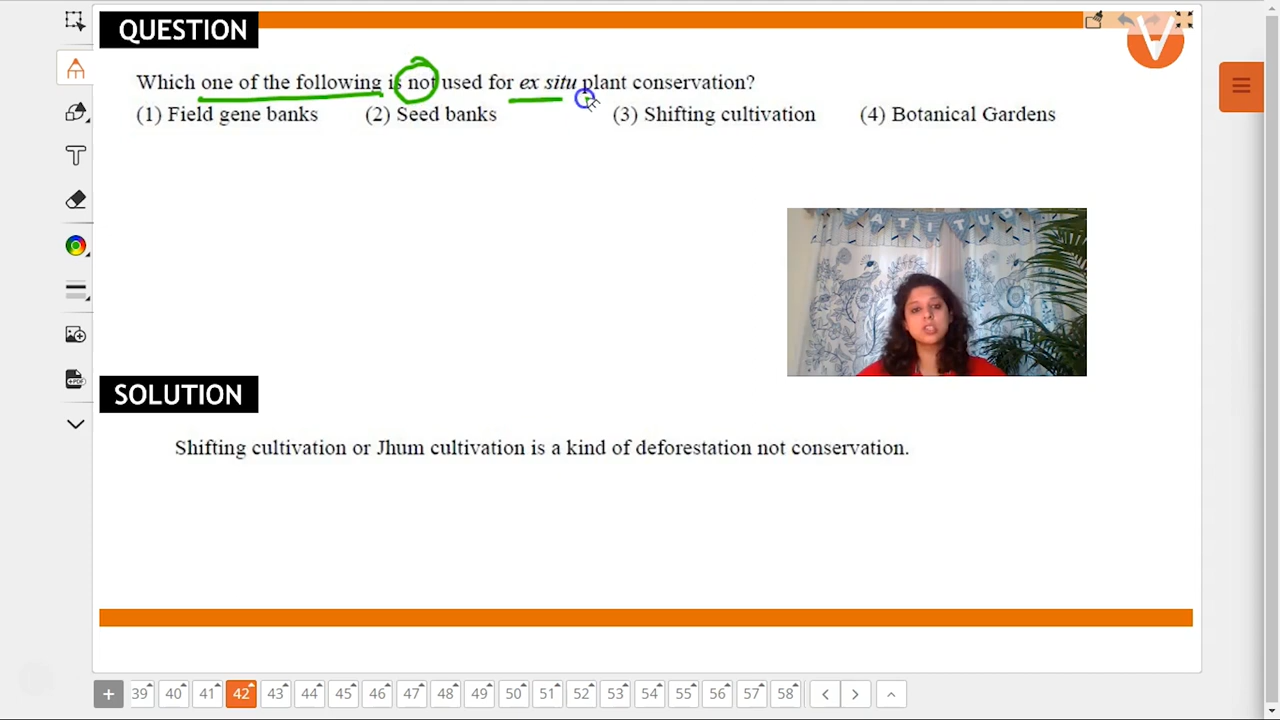 QUESTION
Which one of the following is not used for ex situ plant conservation?
(1) Field gene banks (2) Seed banks (3) Shifting cultivation (4) Botanical Gardens
RATITUD
SOLUTION
Shifting cultivation or Jhum cultivation is a kind of deforestation not conservation.
39 40 41 42 43 44 45 46 47 48 49 50 51 52 53 54 55 56 57 58